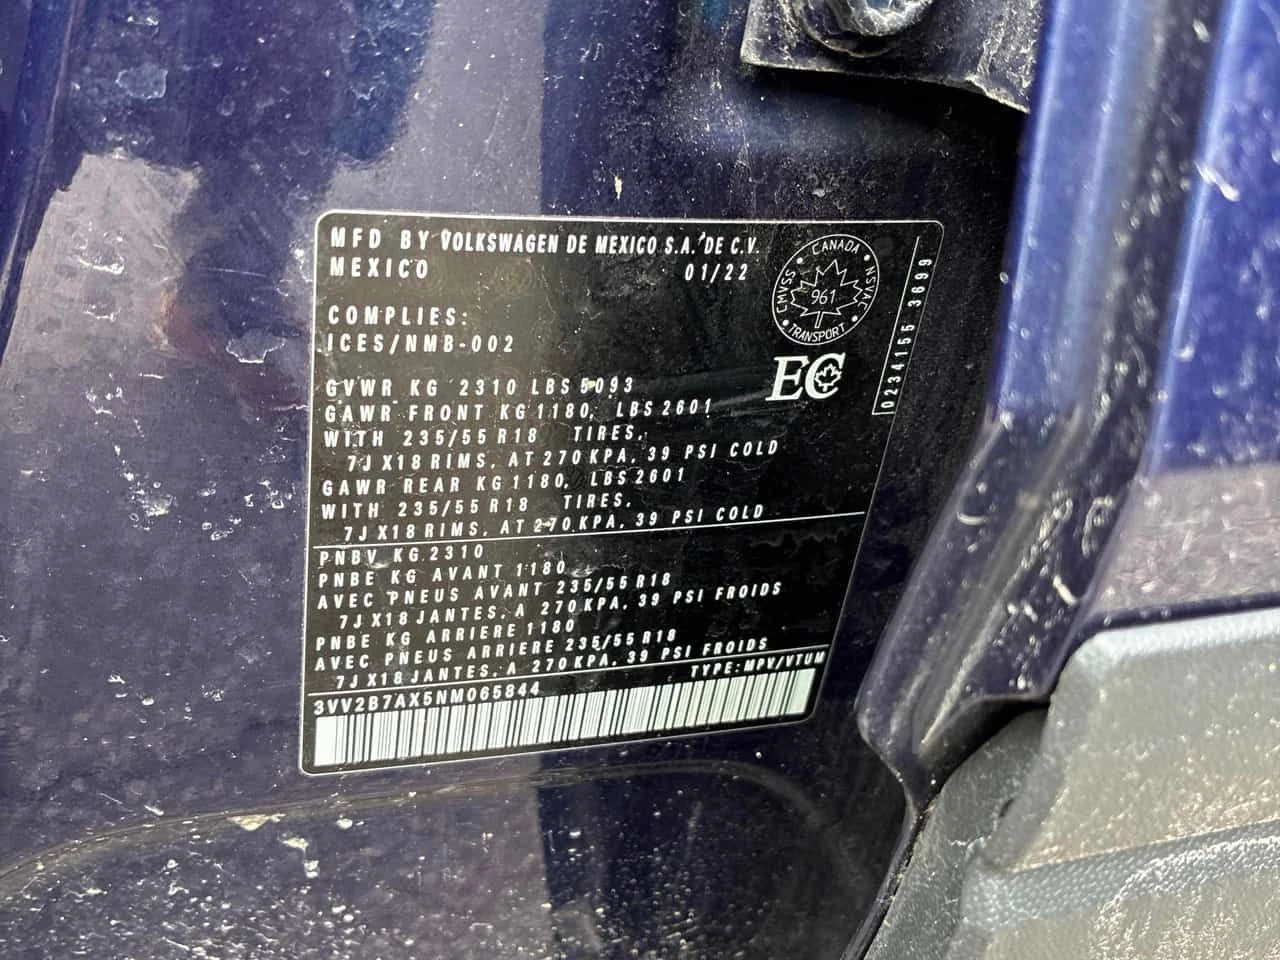 MFD BY VOLKSWAGEN DE MEXICO S.A. DE C.V.
MEXICO 01/22
CANADA
CMVSS
NSVAC
961
TRANSPORT
COMPLIES:
ICES/NMB-002
EC
0234155 3699
GVWR KG 2310 LBS 5093
GAWR FRONT KG 1180, LBS 2601
WITH 235/55 R18 TIRES,
7J X18 RIMS, AT 270 KPA, 39 PSI COLD
GAWR REAR KG 1180, LBS 2601
WITH 235/55 R18 TIRES,
7J X18 RIMS, AT 270 KPA, 39 PSI COLD
PNBV KG 2310
PNBE KG AVANT 1180
AVEC PNEUS AVANT 235/55 R18
7J X18 JANTES, A 270 KPA, 39 PSI FROIDS
PNBE KG ARRIERE 1180
AVEC PNEUS ARRIERE 235/55 R18
7J X18 JANTES, A 270 KPA, 39 PSI FROIDS
TYPE: MPV/VTUM
3VV2B7AX5NM065844